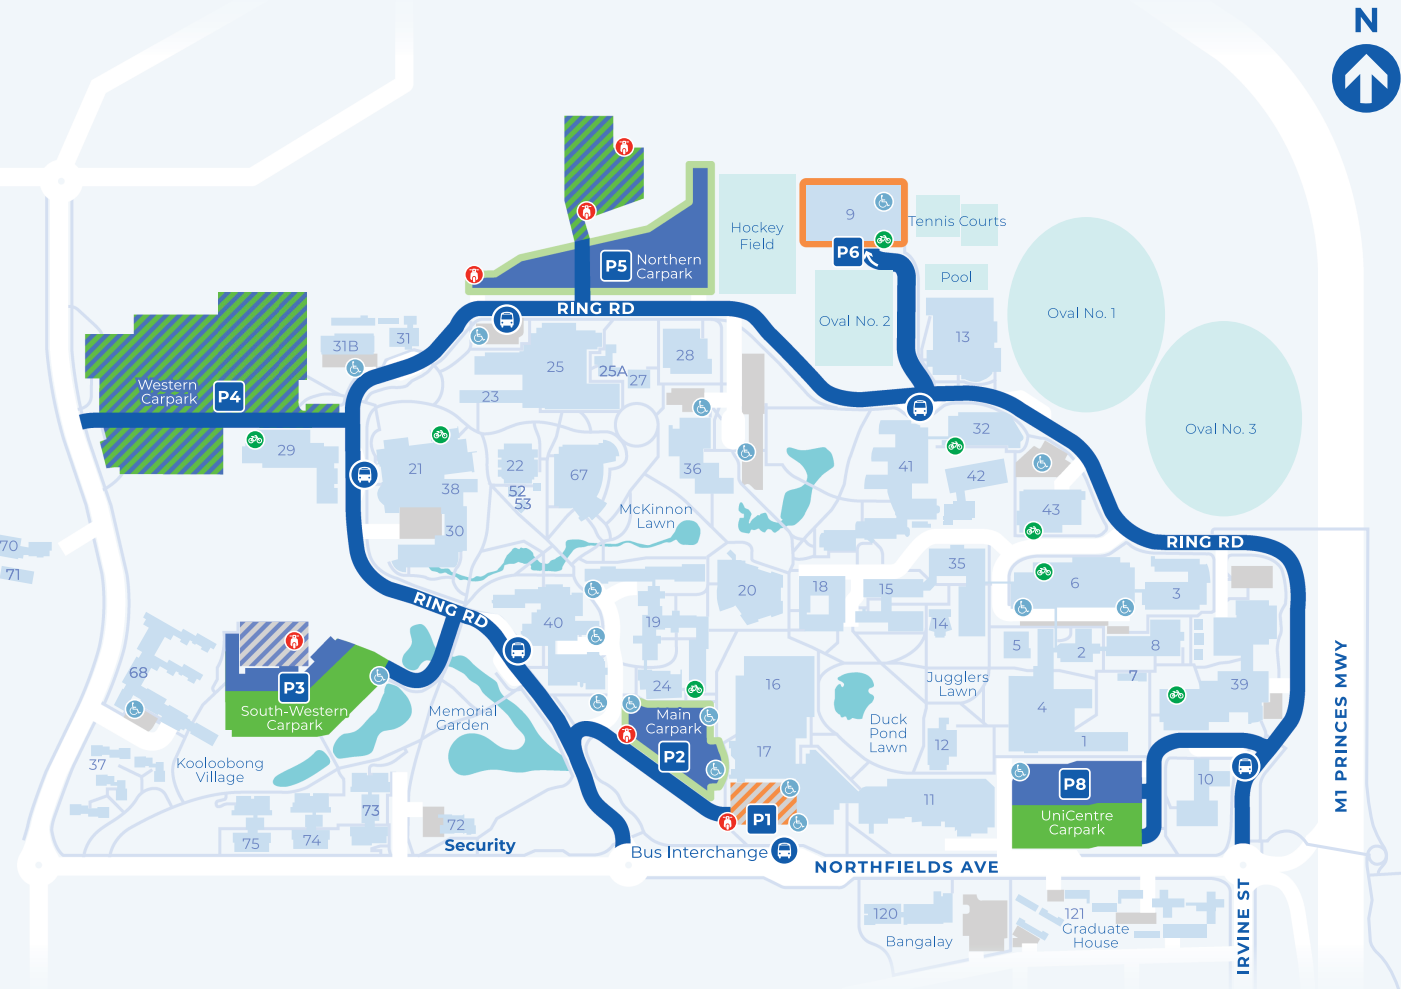 N
9
Tennis Courts
Hockey
Field
P6
P5
Northern
Carpark
Pool
RING RD
Oval No. 1
Oval No. 2
31
31B
13
28
25
25A
27
Western
Carpark
P4
23
Oval No. 3
32
29
21
22
67
36
41
42
38
52
53
McKinnon
Lawn
43
30
RING RD
70
71
35
6
3
20
18
15
RING RD
40
19
14
5
2
8
68
P3
24
16
Jugglers
Lawn
7
39
South-Western
Carpark
Memorial
Garden
Main
Carpark
Duck
Pond
Lawn
4
M1 PRINCES MWY
P2
17
12
1
37
Kooloobong
Village
P8
10
11
73
P1
UniCentre
Carpark
72
75
74
Security
Bus Interchange
NORTHFIELDS AVE
120
121
Graduate
House
Bangalay
IRVINE ST